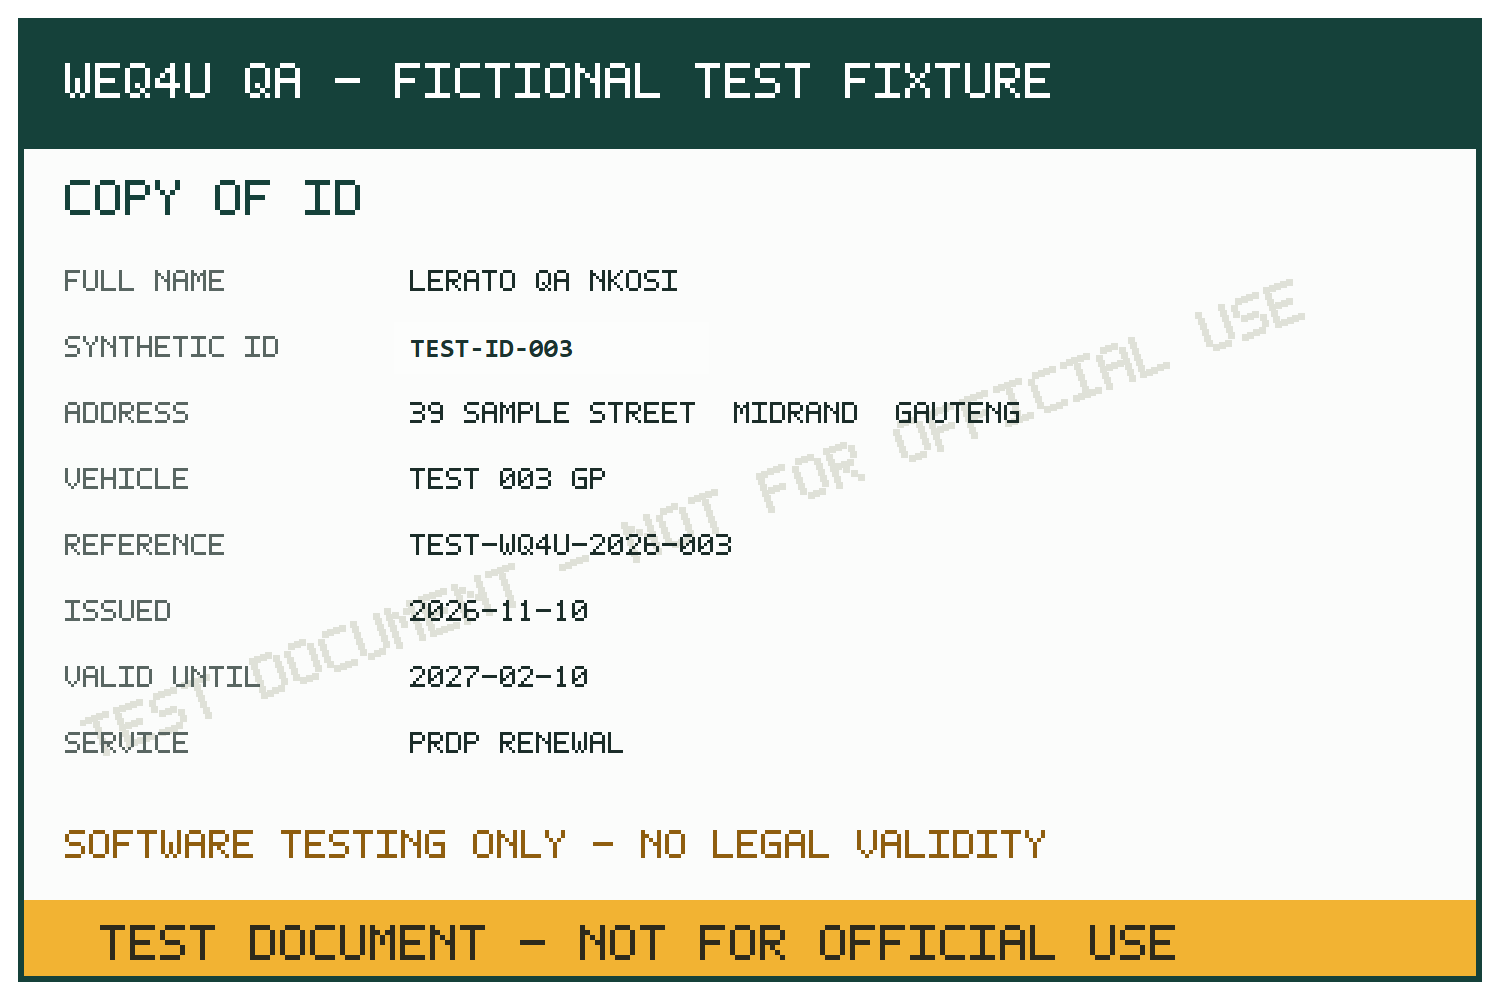 WEQ4U QA - FICTIONAL TEST FIXTURE
COPY OF ID
FULL NAME LERATO QA NKOSI
SYNTHETIC ID TEST-ID-003
ADDRESS 39 SAMPLE STREET MIDRAND GAUTENG
VEHICLE TEST 003 GP
REFERENCE TEST-WQ4U-2026-003
ISSUED 2026-11-10
VALID UNTIL 2027-02-10
SERVICE PRDP RENEWAL
TEST DOCUMENT - NOT FOR OFFICIAL USE
SOFTWARE TESTING ONLY - NO LEGAL VALIDITY
TEST DOCUMENT - NOT FOR OFFICIAL USE